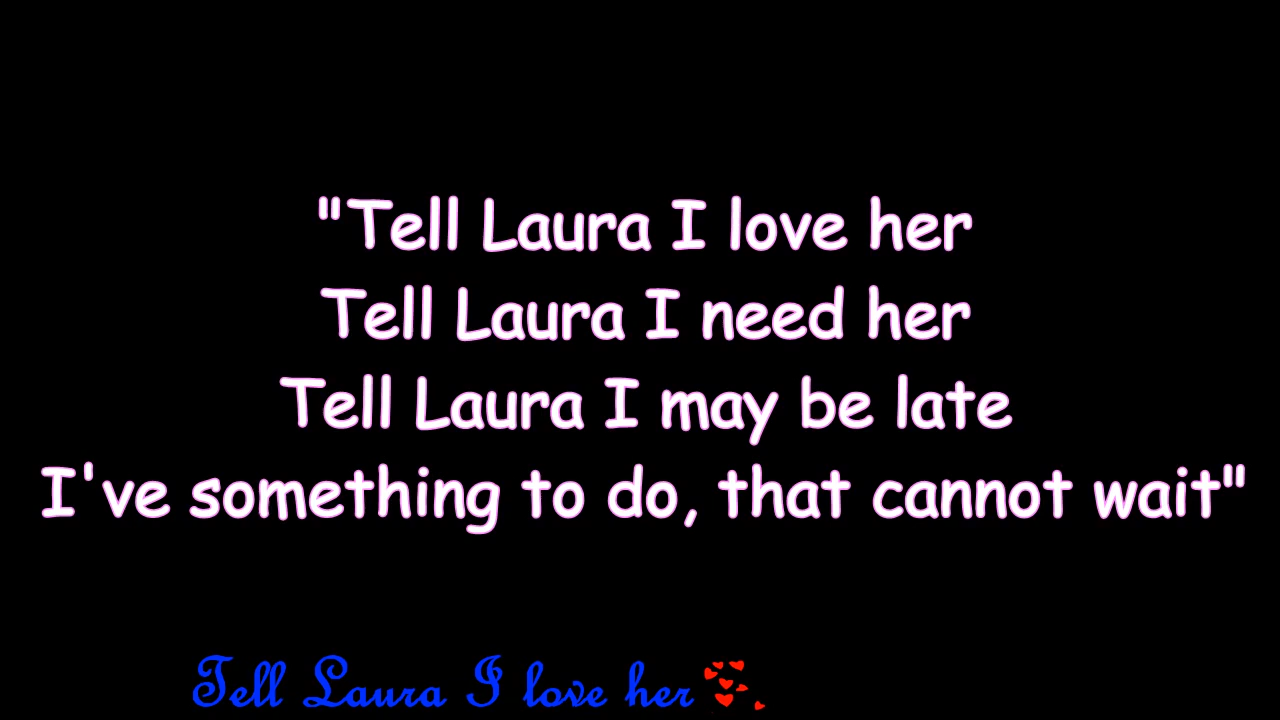 "Tell Laura I love her
Tell Laura I need her
Tell Laura I may be late
I've something to do, that cannot wait"
Tell Laura I love her